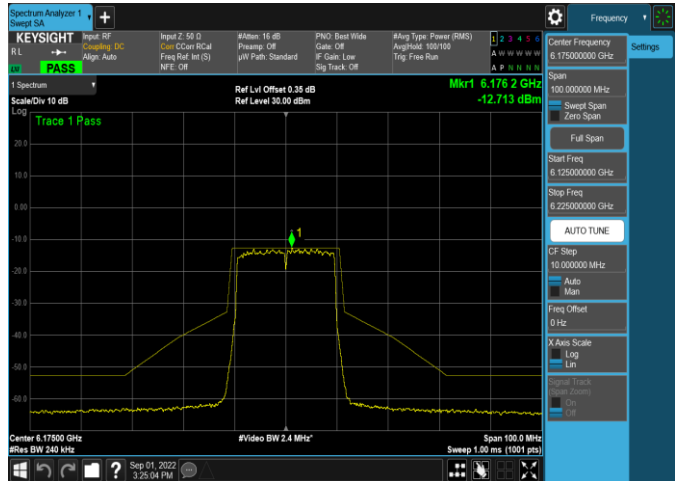 Spectrum Analyzer 1
Swept SA
Frequency
KEYSIGHT
RL
PASS
Input: RF
Coupling: DC
Align: Auto
Input Z: 50 Ω
Corr CCorr RCal
Freq Ref: Int (S)
NFE: Off
#Atten: 16 dB
Preamp: Off
µW Path: Standard
PNO: Best Wide
Gate: Off
IF Gain: Low
Sig Track: Off
#Avg Type: Power (RMS)
Avg|Hold: 100/100
Trig: Free Run
1 2 3 4 5 6
A W W W W W
A P N N N N
1 Spectrum
Scale/Div 10 dB
Log
Ref Lvl Offset 0.35 dB
Ref Level 30.00 dBm
Mkr1 6.176 2 GHz
-12.713 dBm
Trace 1 Pass
20.0
10.0
0.00
-10.0
-20.0
-30.0
-40.0
-50.0
-60.0
1
Center 6.17500 GHz
#Res BW 240 kHz
#Video BW 2.4 MHz*
Span 100.0 MHz
Sweep 1.00 ms (1001 pts)
Sep 01, 2022
3:25:04 PM
Settings
Center Frequency
6.175000000 GHz
Span
100.000000 MHz
Swept Span
Zero Span
Full Span
Start Freq
6.125000000 GHz
Stop Freq
6.225000000 GHz
AUTO TUNE
CF Step
10.000000 MHz
Auto
Man
Freq Offset
0 Hz
X Axis Scale
Log
Lin
Signal Track
(Span Zoom)
On
Off